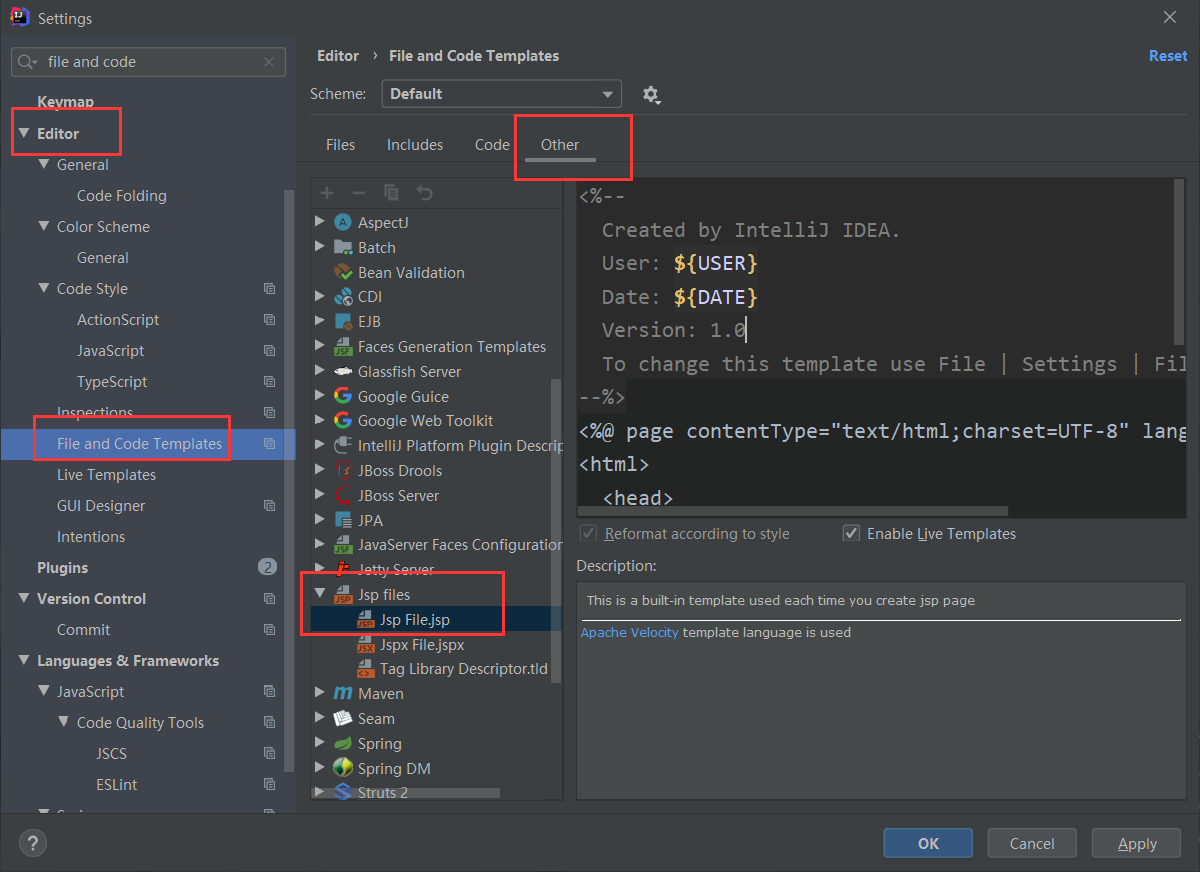 Settings
file and code
Keymap
Editor
General
Code Folding
Color Scheme
General
Code Style
ActionScript
JavaScript
TypeScript
Inspections
File and Code Templates
Live Templates
GUI Designer
Intentions
Plugins
2
Version Control
Commit
Languages & Frameworks
JavaScript
Code Quality Tools
JSCS
ESLint
Editor › File and Code Templates
Reset
Scheme:
Default
Files
Includes
Code
Other
AspectJ
Batch
Bean Validation
CDI
EJB
Faces Generation Templates
Glassfish Server
Google Guice
Google Web Toolkit
IntelliJ Platform Plugin Descrip
JBoss Drools
JBoss Server
JPA
JavaServer Faces Configuration
Jetty Server
Jsp files
Jsp File.jsp
Jspx File.jspx
Tag Library Descriptor.tld
Maven
Seam
Spring
Spring DM
Struts 2
<%--
Created by IntelliJ IDEA.
User: ${USER}
Date: ${DATE}
Version: 1.0
To change this template use File | Settings | Fil
--%>
<%@ page contentType="text/html;charset=UTF-8" lang
<html>
<head>
Reformat according to style
Enable Live Templates
Description:
This is a built-in template used each time you create jsp page
Apache Velocity template language is used
?
OK
Cancel
Apply